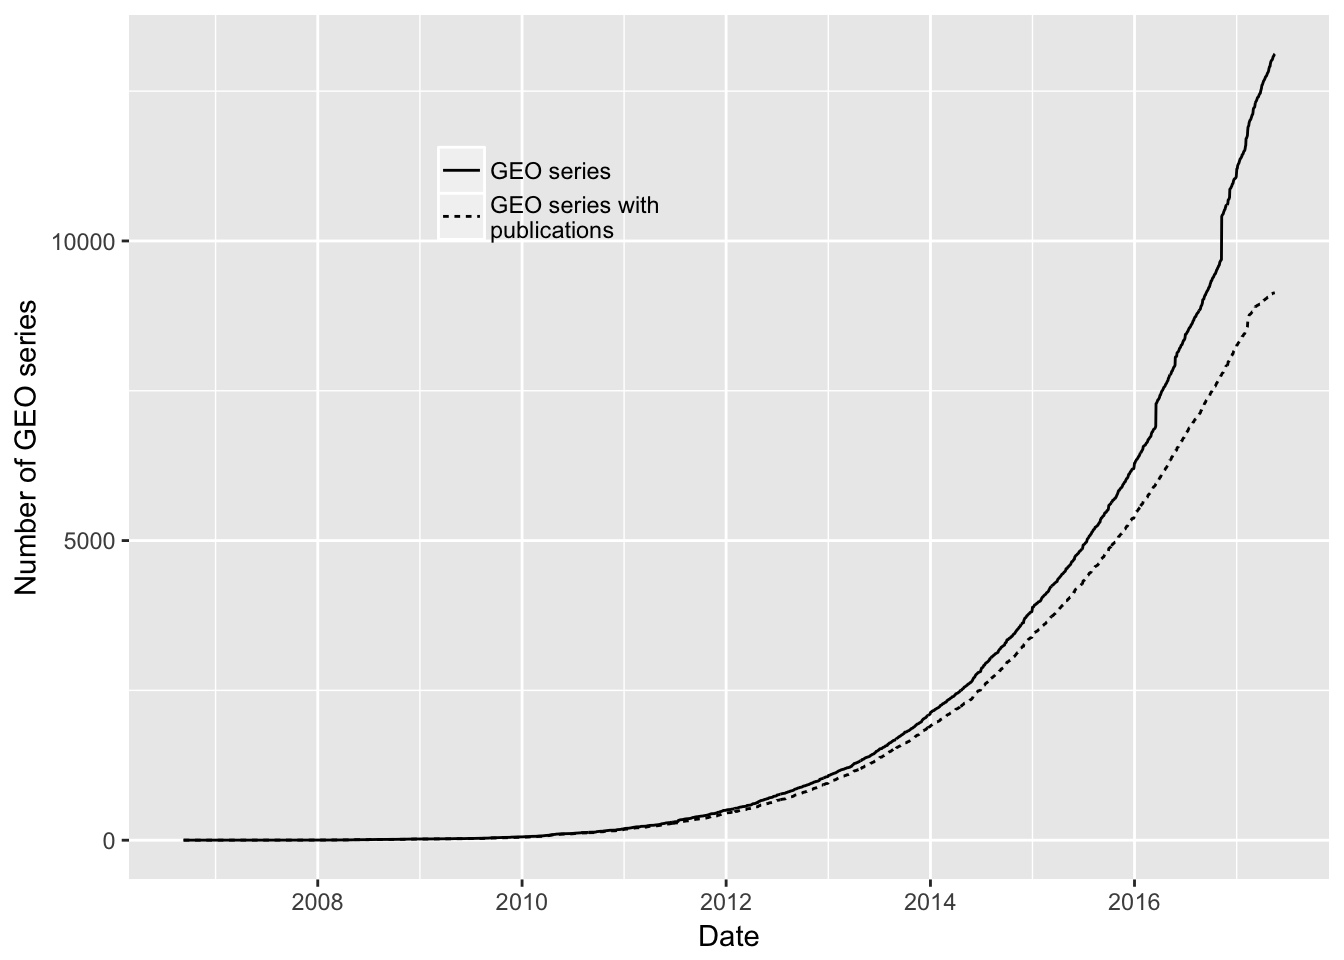 GEO series
GEO series with
publications
10000
5000
0
Number of GEO series
2008
2010
2012
2014
2016
Date